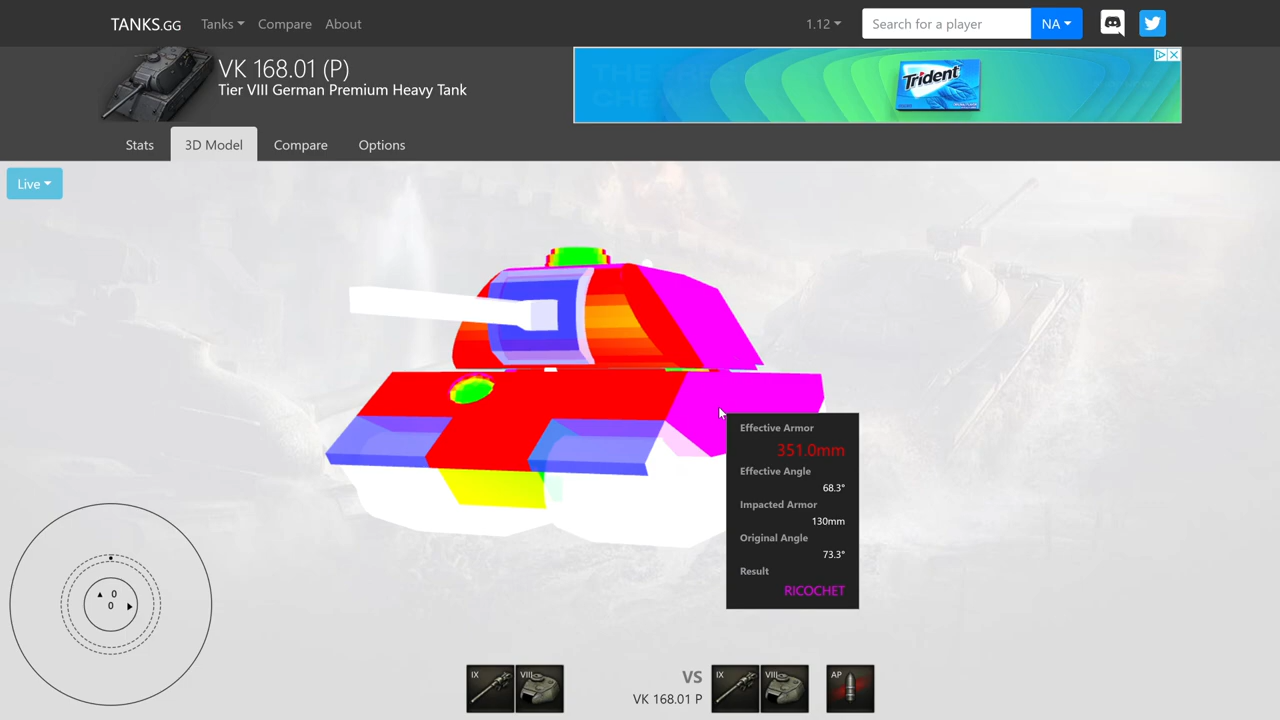 TANKS.GG
Tanks
Compare
About
1.12
Search for a player
NA
VK 168.01 (P)
Tier VIII German Premium Heavy Tank
Trident
Stats
3D Model
Compare
Options
Live
Effective Armor
351.0mm
Effective Angle
68.3°
Impacted Armor
130mm
Original Angle
73.3°
Result
RICOCHET
0
IX
VIII
VS
VK 168.01 P
IX
VIII
AP